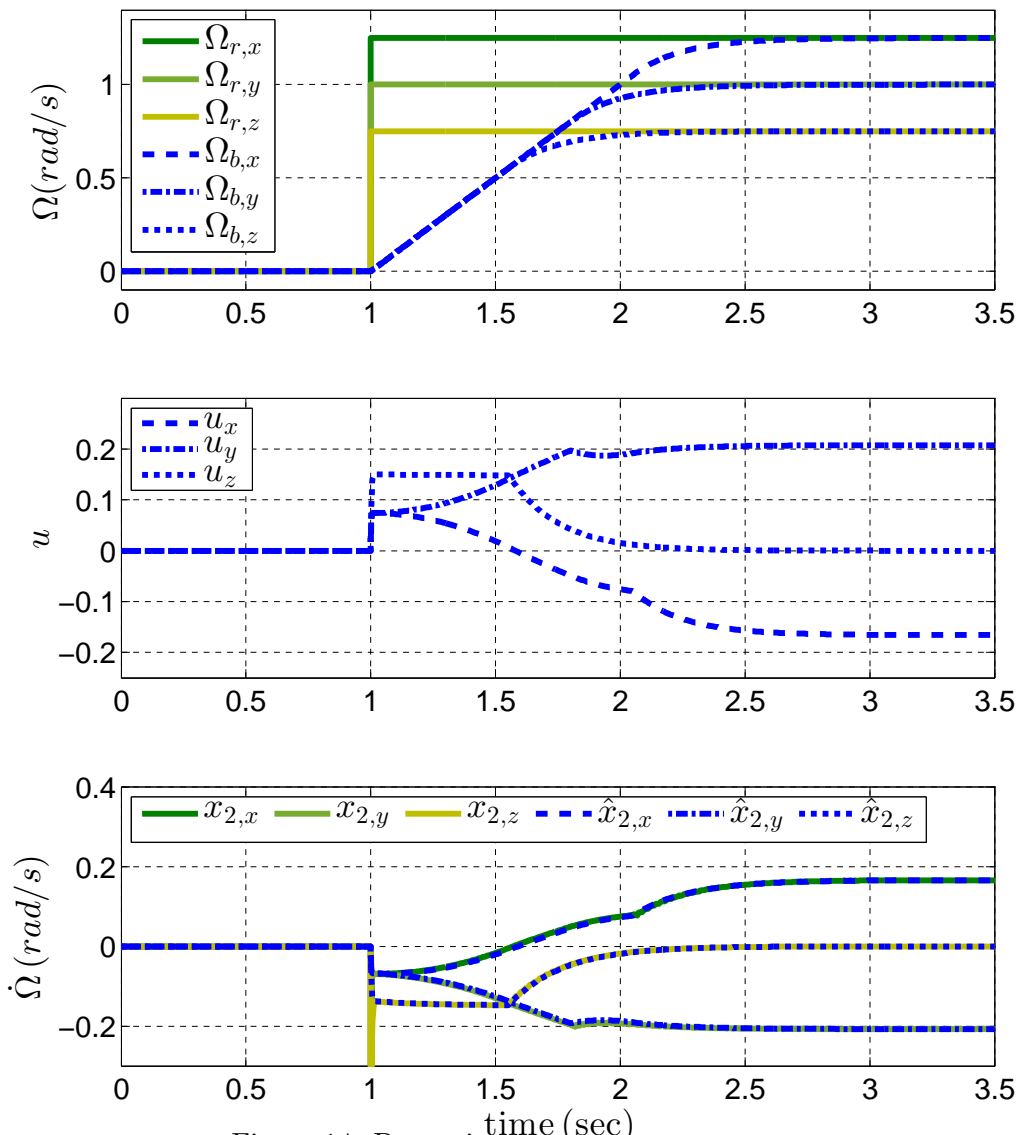 Ω_{r,x}
Ω_{r,y}
Ω_{r,z}
Ω_{b,x}
Ω_{b,y}
Ω_{b,z}
Ω(rad/s)
1
0.5
0
0 0.5 1 1.5 2 2.5 3 3.5
u_x
u_y
u_z
u
0.2
0.1
0
−0.1
−0.2
0 0.5 1 1.5 2 2.5 3 3.5
x_{2,x} x_{2,y} x_{2,z} x̂_{2,x} x̂_{2,y} x̂_{2,z}
Ω̇ (rad/s)
0.4
0.2
0
−0.2
0 0.5 1 1.5 2 2.5 3 3.5
time (sec)